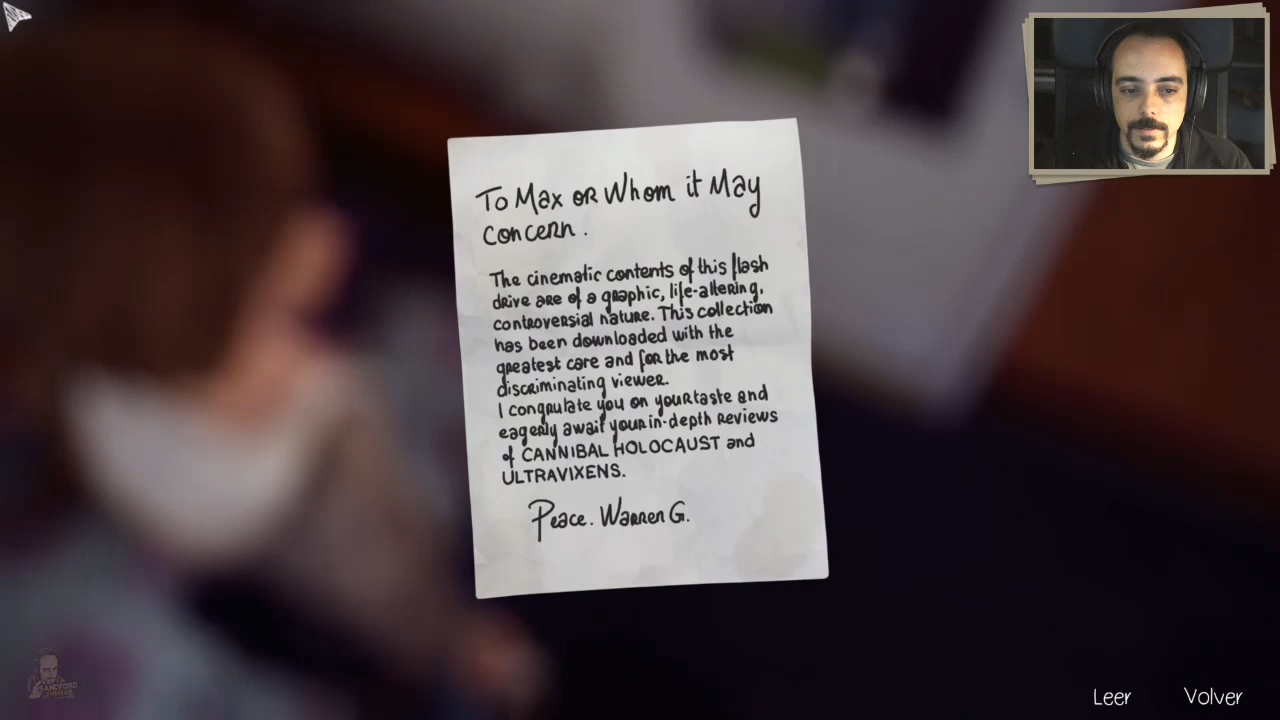 To Max or Whom it May
Concern.
The cinematic contents of this flash
drive are of a graphic, life-altering,
controversial nature. This collection
has been downloaded with the
greatest care and for the most
discriminating viewer.
I congrulate you on your taste and
eagerly await your in-depth reviews
of CANNIBAL HOLOCAUST and
ULTRAVIXENS.
Peace. Warren G.
Leer
Volver